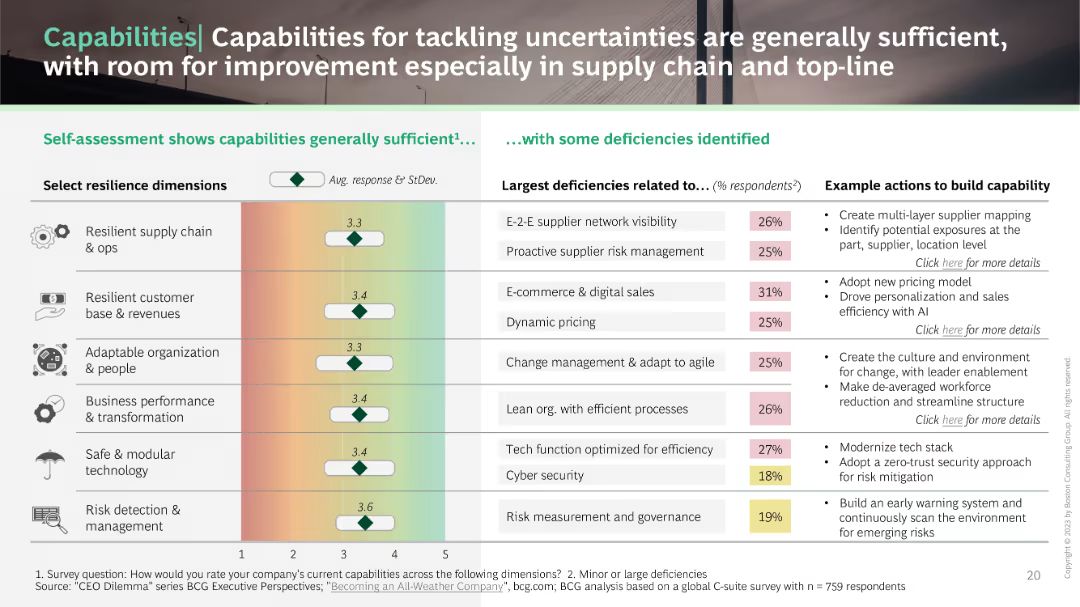 Capabilities| Capabilities for tackling uncertainties are generally sufficient,
with room for improvement especially in supply chain and top-line
Self-assessment shows capabilities generally sufficient¹...
...with some deficiencies identified
Select resilience dimensions
Avg. response & StDev.
Largest deficiencies related to... (% respondents²)
Example actions to build capability
Resilient supply chain
& ops
3.3
E-2-E supplier network visibility
26%
Proactive supplier risk management
25%
• Create multi-layer supplier mapping
• Identify potential exposures at the
part, supplier, location level
Click here for more details
Resilient customer
base & revenues
3.4
E-commerce & digital sales
31%
Dynamic pricing
25%
• Adopt new pricing model
• Drove personalization and sales
efficiency with AI
Click here for more details
Adaptable organization
& people
3.3
Change management & adapt to agile
25%
Business performance
& transformation
3.4
Lean org. with efficient processes
26%
• Create the culture and environment
for change, with leader enablement
• Make de-averaged workforce
reduction and streamline structure
Click here for more details
Safe & modular
technology
3.4
Tech function optimized for efficiency
27%
Cyber security
18%
• Modernize tech stack
• Adopt a zero-trust security approach
for risk mitigation
Risk detection &
management
3.6
Risk measurement and governance
19%
• Build an early warning system and
continuously scan the environment
for emerging risks
1 2 3 4 5
1. Survey question: How would you rate your company's current capabilities across the following dimensions? 2. Minor or large deficiencies
Source: "CEO Dilemma" series BCG Executive Perspectives; "Becoming an All-Weather Company", bcg.com; BCG analysis based on a global C-suite survey with n = 759 respondents
20
Copyright © 2023 by Boston Consulting Group. All rights reserved.